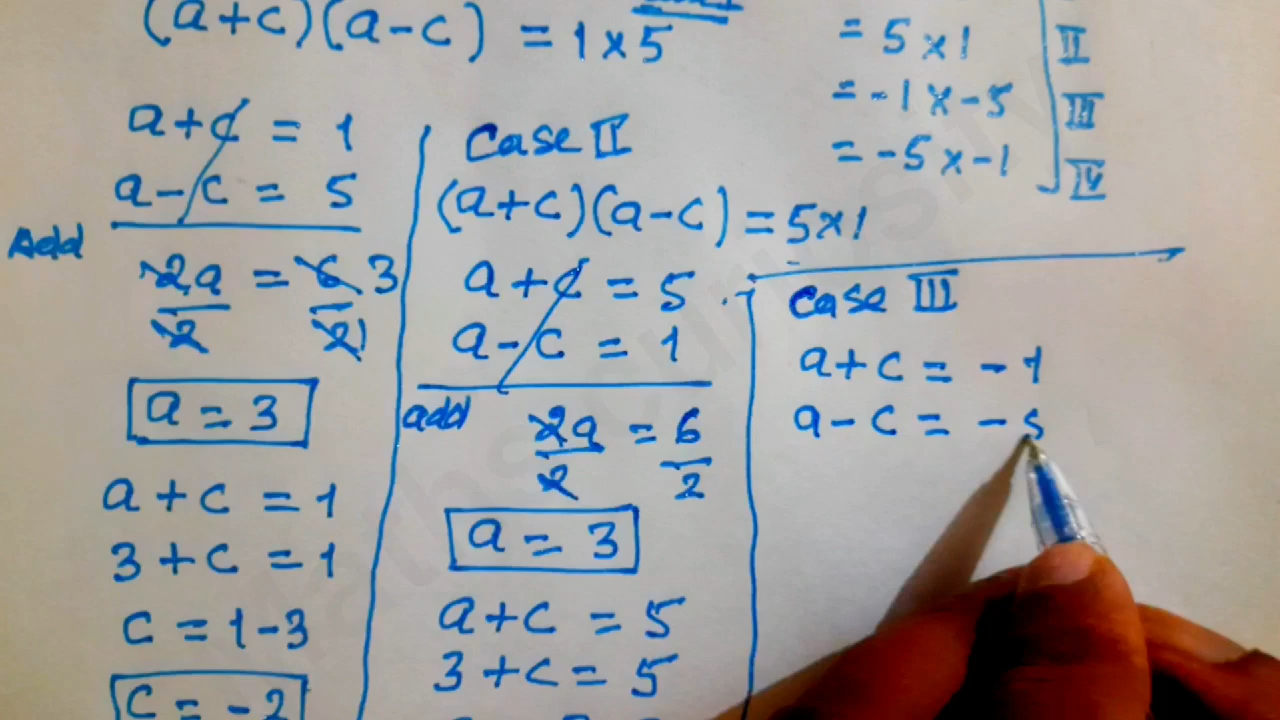 (a+c)(a-c) = 1×5
a+c = 1
a-c = 5
Add
2a/2 = 6/2 3
1
a = 3
a+c = 1
3+c = 1
c = 1-3
c = -2
Case II
(a+c)(a-c) = 5×1
a+c = 5
a-c = 1
add
2a/2 = 6/2
a = 3
a+c = 5
3+c = 5
= 5×1 II
= -1×-5 III
= -5×-1 IV
Case III
a+c = -1
a-c = -5